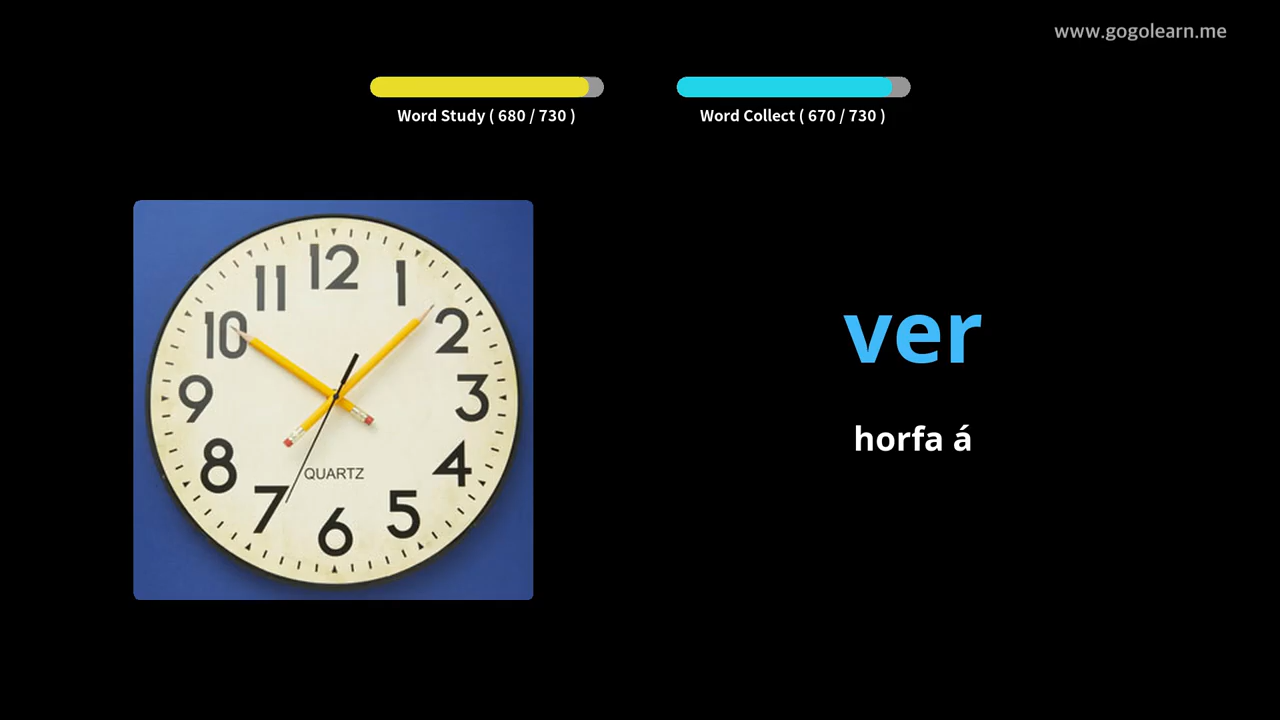 www.gogolearn.me
Word Study ( 680 / 730 )
Word Collect ( 670 / 730 )
12
11
1
10
2
9
3
8
4
QUARTZ
7
5
6
ver
horfa á